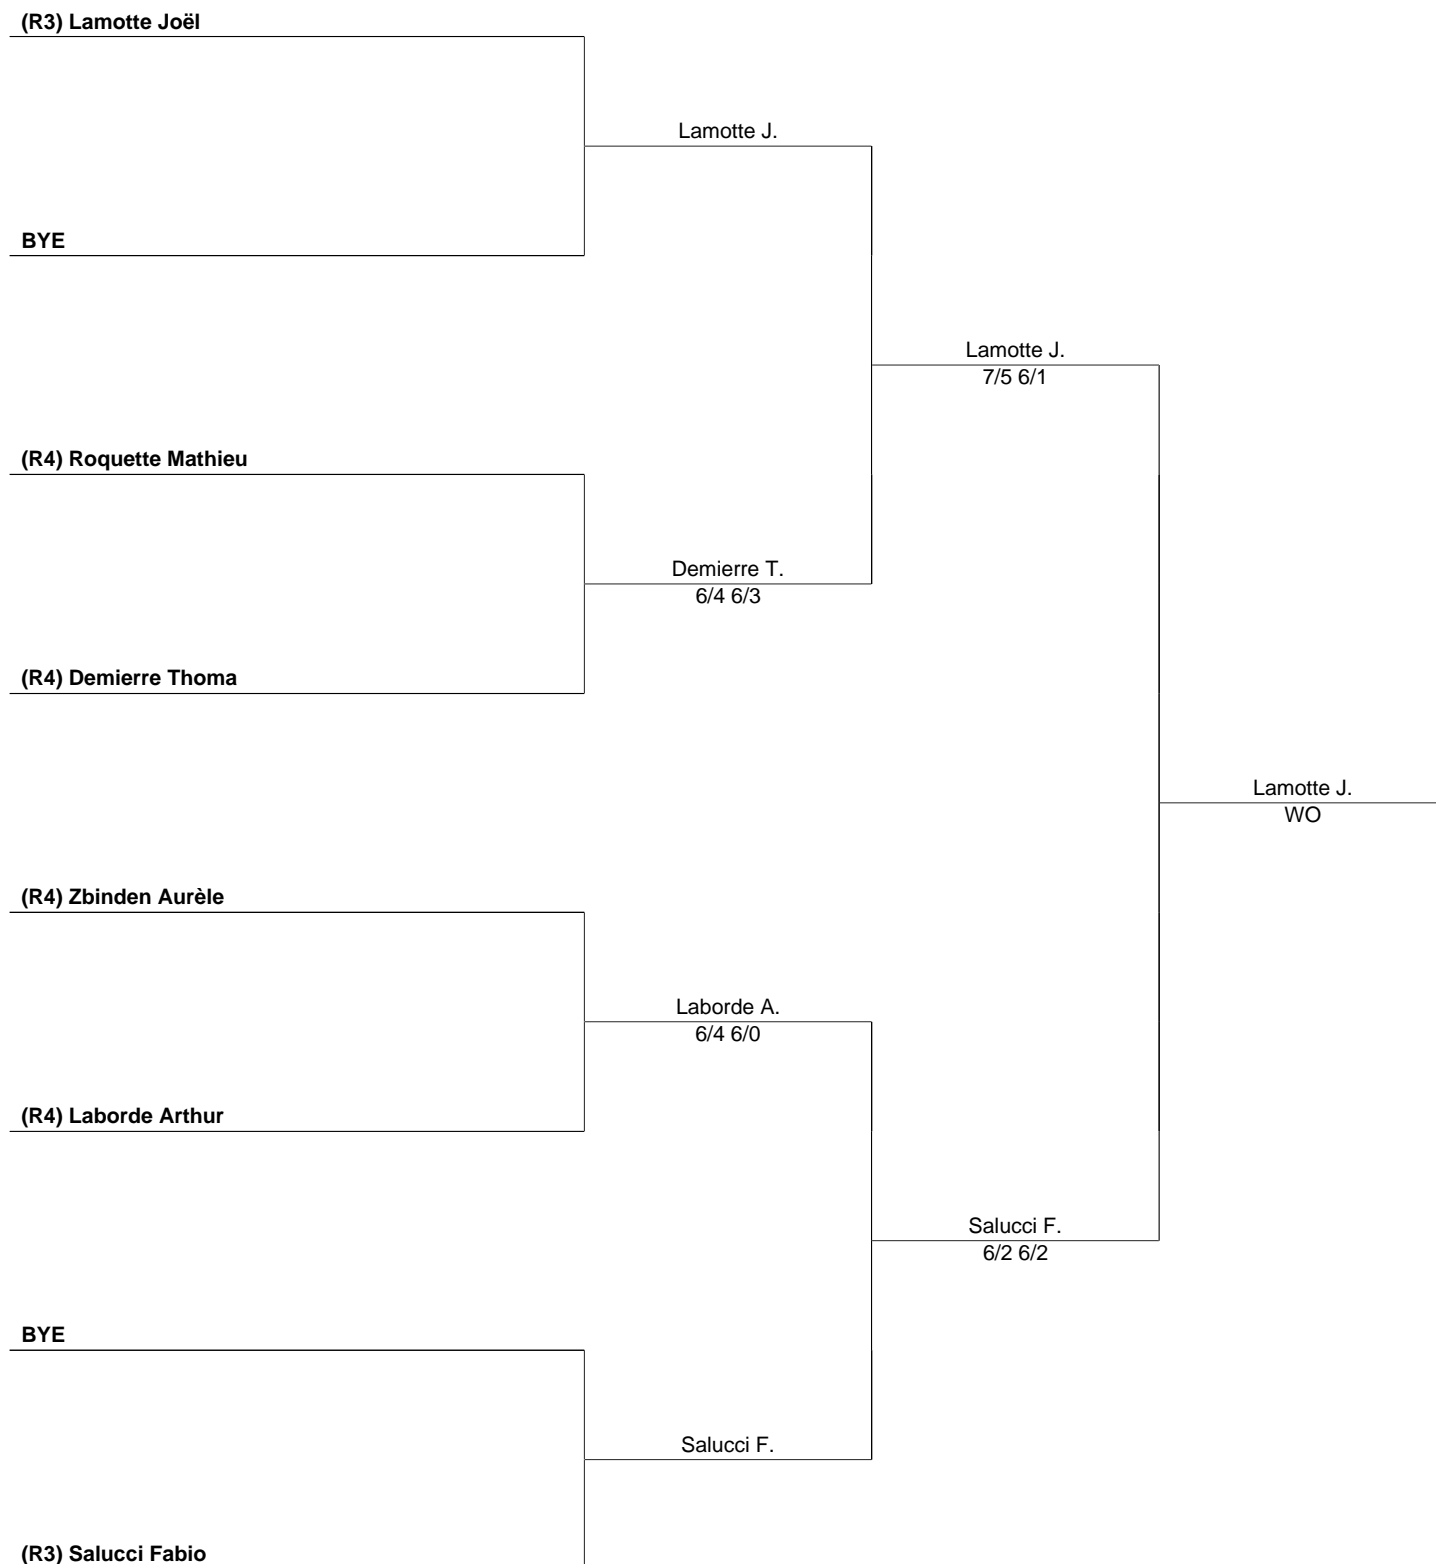 (R3) Lamotte Joël
Lamotte J.
BYE
Lamotte J.
7/5 6/1
(R4) Roquette Mathieu
Demierre T.
6/4 6/3
(R4) Demierre Thoma
Lamotte J.
WO
(R4) Zbinden Aurèle
Laborde A.
6/4 6/0
(R4) Laborde Arthur
Salucci F.
6/2 6/2
BYE
Salucci F.
(R3) Salucci Fabio